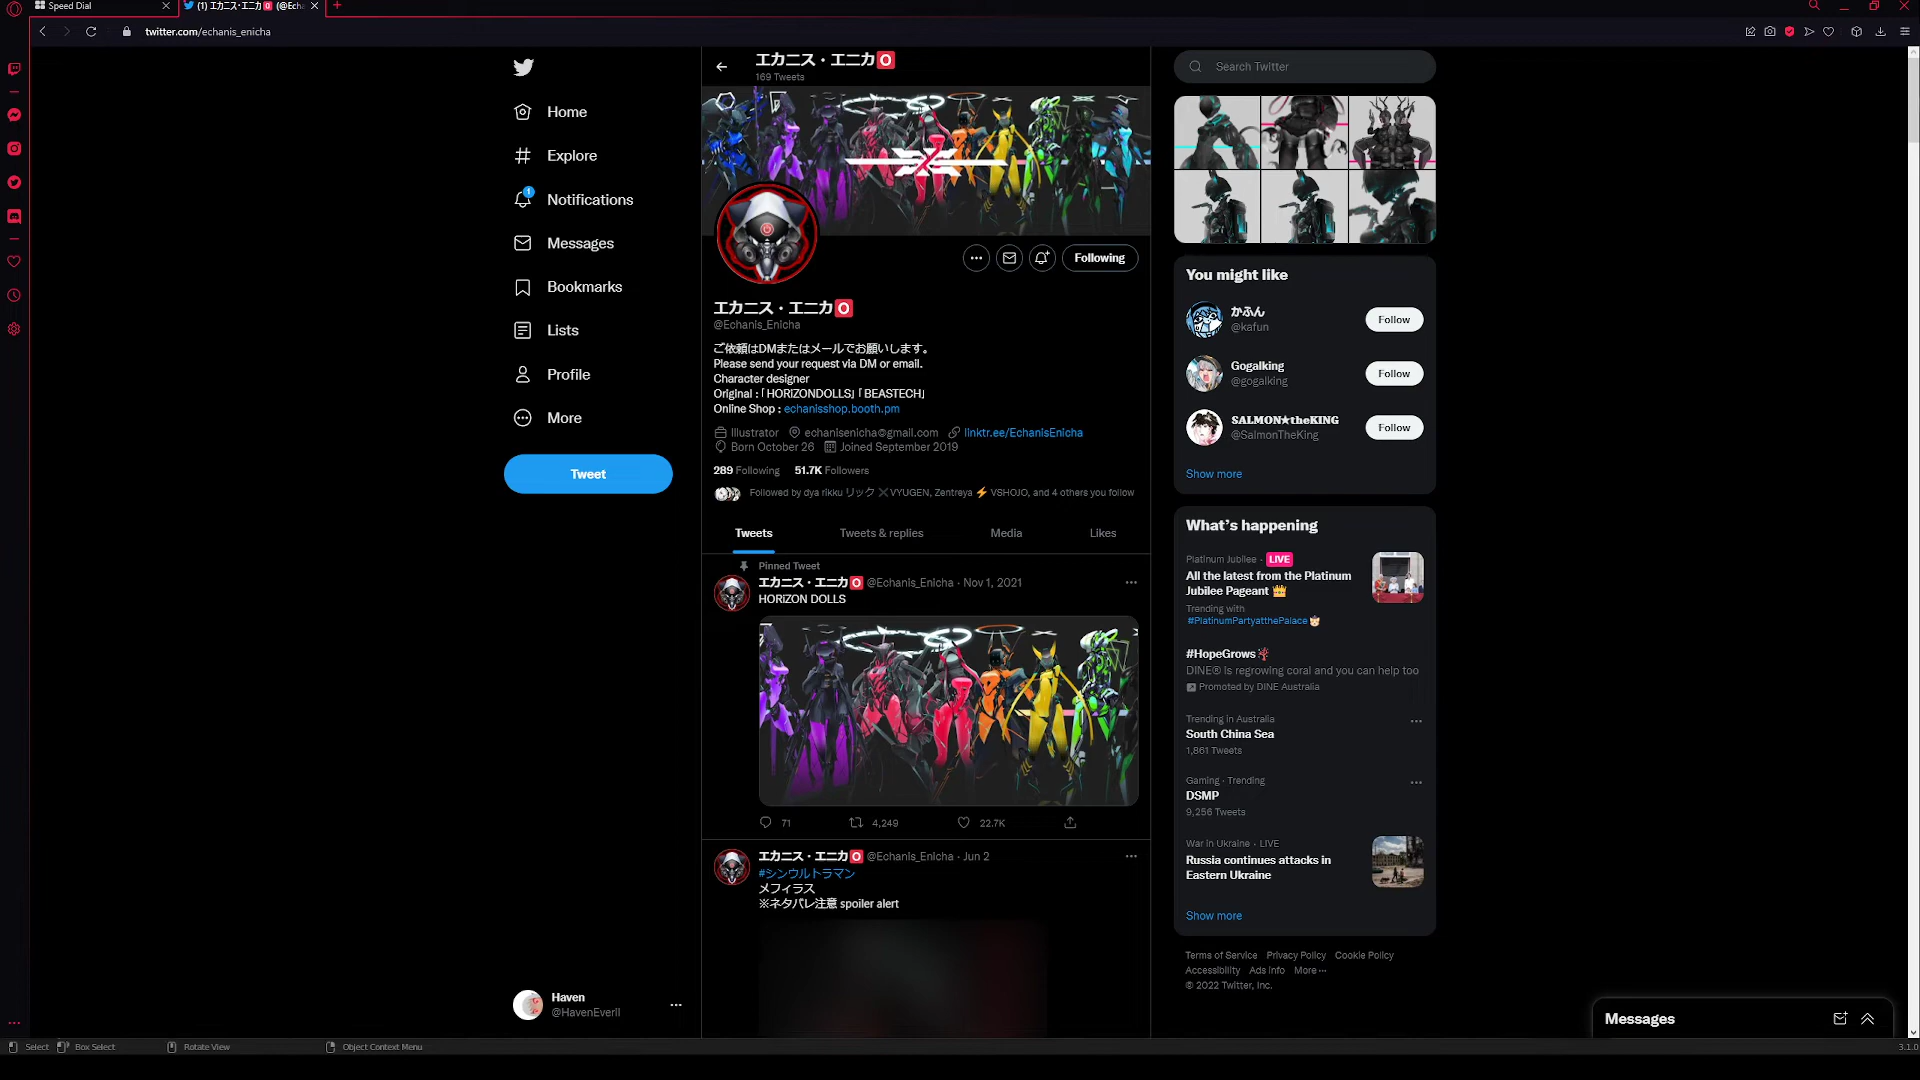 Speed Dial
(1) エカニス・エニカ🅾 (@Echa
twitter.com/echanis_enicha
エカニス・エニカ🅾
169 Tweets
Home
Explore
1
Notifications
Messages
Bookmarks
Lists
Profile
More
Tweet
Haven
@HavenEverII
Following
エカニス・エニカ🅾
@Echanis_Enicha
ご依頼はDMまたはメールでお願いします。
Please send your request via DM or email.
Character designer
Original :「HORiZONDOLLS」「BEASTECH」
Online Shop : echanisshop.booth.pm
Illustrator echanisenicha@gmail.com linktr.ee/EchanisEnicha
Born October 26 Joined September 2019
289 Following 51.7K Followers
Followed by dya rikku リック ⚔VYUGEN, Zentreya ⚡ VSHOJO, and 4 others you follow
Tweets Tweets & replies Media Likes
Pinned Tweet
エカニス・エニカ🅾 @Echanis_Enicha · Nov 1, 2021
HORiZON DOLLS
71 4,249 22.7K
エカニス・エニカ🅾 @Echanis_Enicha · Jun 2
#シンウルトラマン
メフィラス
※ネタバレ注意 spoiler alert
Search Twitter
You might like
かふん
@kafun
Follow
Gogalking
@gogalking
Follow
SALMON★theKING
@SalmonTheKing
Follow
Show more
What's happening
Platinum Jubilee · LIVE
All the latest from the Platinum
Jubilee Pageant 👑
Trending with
#PlatinumPartyatthePalace
#HopeGrows
DINE® is regrowing coral and you can help too
Promoted by DINE Australia
Trending in Australia
South China Sea
1,861 Tweets
Gaming · Trending
DSMP
9,256 Tweets
War in Ukraine · LIVE
Russia continues attacks in
Eastern Ukraine
Show more
Terms of Service Privacy Policy Cookie Policy
Accessibility Ads info More ···
© 2022 Twitter, Inc.
Messages
Select Box Select Rotate View Object Context Menu 3.1.0